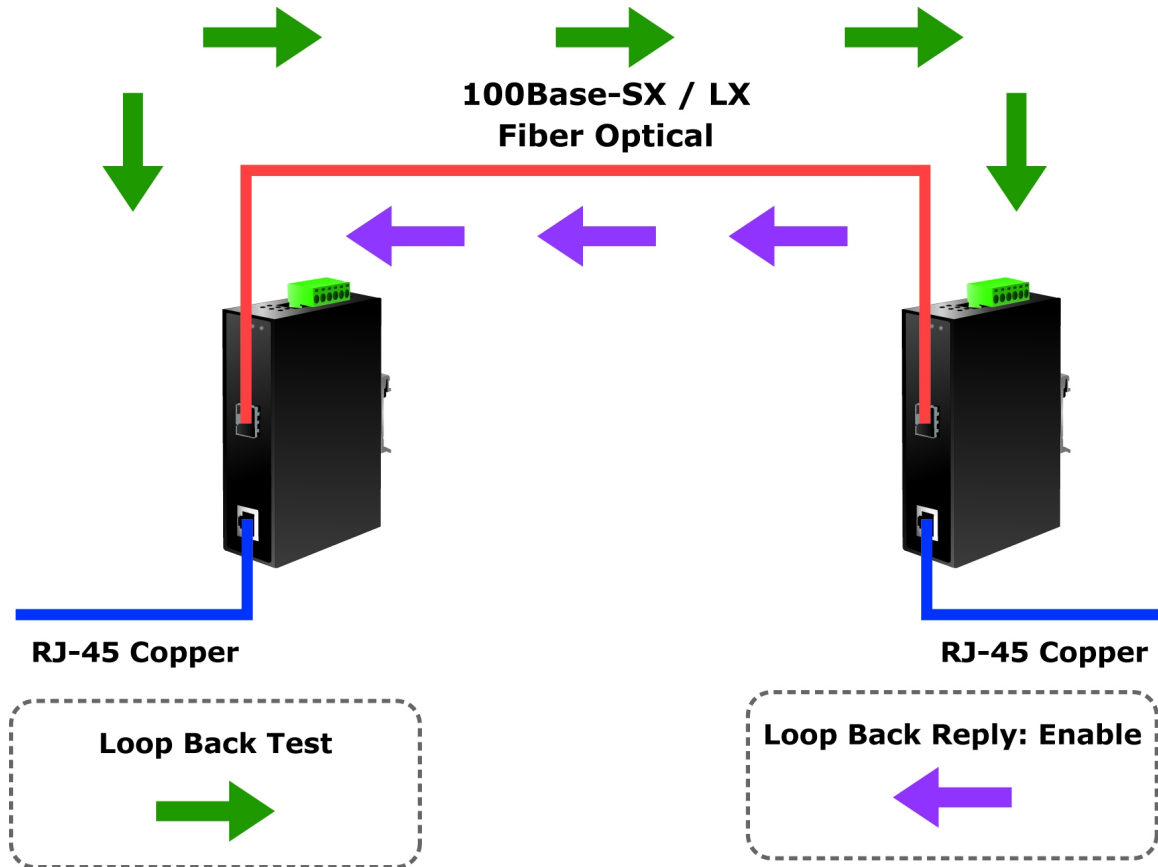 100Base-SX / LX
Fiber Optical
RJ-45 Copper
RJ-45 Copper
Loop Back Test
Loop Back Reply: Enable